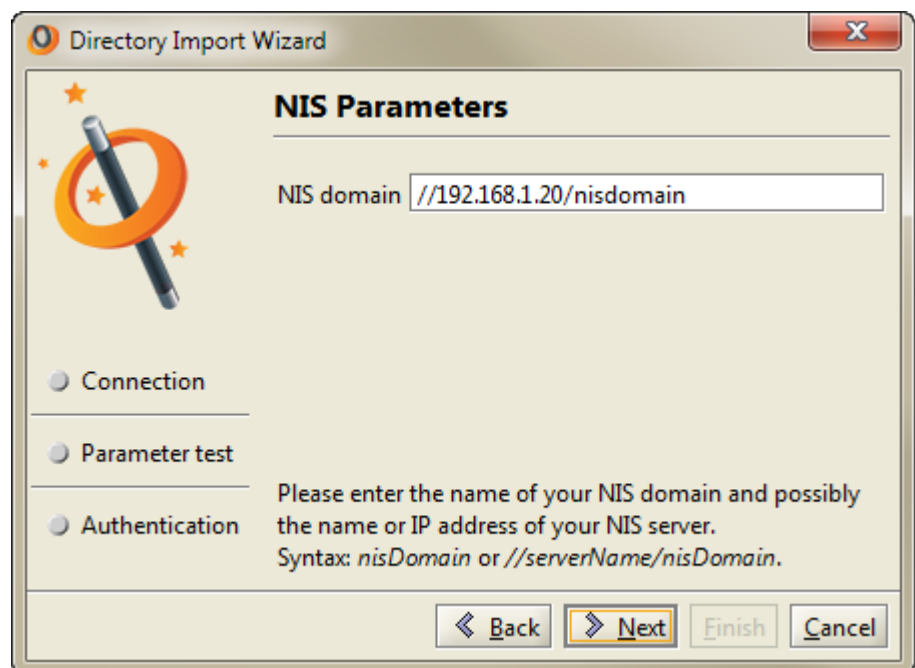 Directory Import Wizard
NIS Parameters
NIS domain //192.168.1.20/nisdomain
Connection
Parameter test
Authentication
Please enter the name of your NIS domain and possibly
the name or IP address of your NIS server.
Syntax: nisDomain or //serverName/nisDomain.
Back Next Finish Cancel